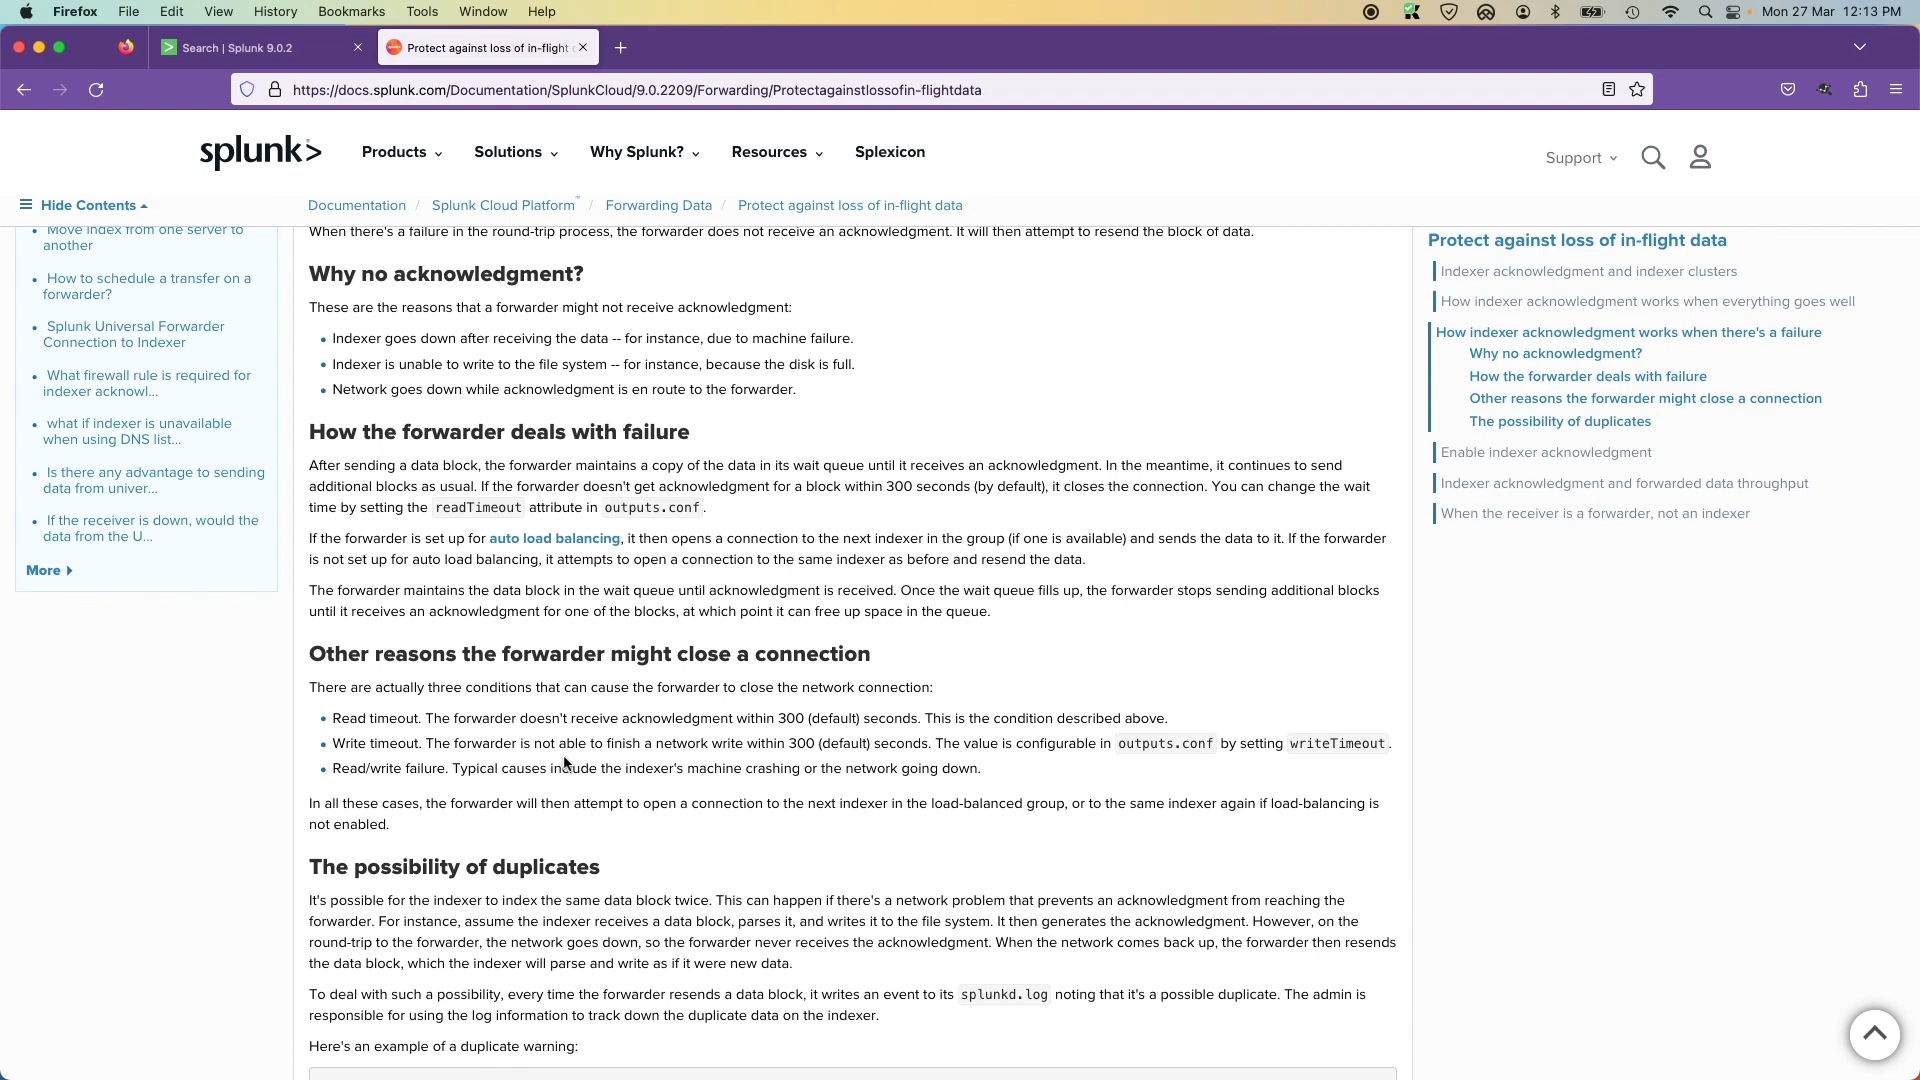 Firefox File Edit View History Bookmarks Tools Window Help Mon 27 Mar 12:13 PM
Search | Splunk 9.0.2
Protect against loss of in-flight
https://docs.splunk.com/Documentation/SplunkCloud/9.0.2209/Forwarding/Protectagainstlossofin-flightdata
splunk> Products Solutions Why Splunk? Resources Splexicon Support
Hide Contents
Documentation / Splunk Cloud Platform™ / Forwarding Data / Protect against loss of in-flight data
Move index from one server to
another
How to schedule a transfer on a
forwarder?
Splunk Universal Forwarder
Connection to Indexer
What firewall rule is required for
indexer acknowl...
what if indexer is unavailable
when using DNS list...
Is there any advantage to sending
data from univer...
If the receiver is down, would the
data from the U...
More
When there's a failure in the round-trip process, the forwarder does not receive an acknowledgment. It will then attempt to resend the block of data.
Why no acknowledgment?
These are the reasons that a forwarder might not receive acknowledgment:
Indexer goes down after receiving the data -- for instance, due to machine failure.
Indexer is unable to write to the file system -- for instance, because the disk is full.
Network goes down while acknowledgment is en route to the forwarder.
How the forwarder deals with failure
After sending a data block, the forwarder maintains a copy of the data in its wait queue until it receives an acknowledgment. In the meantime, it continues to send
additional blocks as usual. If the forwarder doesn't get acknowledgment for a block within 300 seconds (by default), it closes the connection. You can change the wait
time by setting the readTimeout attribute in outputs.conf.
If the forwarder is set up for auto load balancing, it then opens a connection to the next indexer in the group (if one is available) and sends the data to it. If the forwarder
is not set up for auto load balancing, it attempts to open a connection to the same indexer as before and resend the data.
The forwarder maintains the data block in the wait queue until acknowledgment is received. Once the wait queue fills up, the forwarder stops sending additional blocks
until it receives an acknowledgment for one of the blocks, at which point it can free up space in the queue.
Other reasons the forwarder might close a connection
There are actually three conditions that can cause the forwarder to close the network connection:
Read timeout. The forwarder doesn't receive acknowledgment within 300 (default) seconds. This is the condition described above.
Write timeout. The forwarder is not able to finish a network write within 300 (default) seconds. The value is configurable in outputs.conf by setting writeTimeout.
Read/write failure. Typical causes include the indexer's machine crashing or the network going down.
In all these cases, the forwarder will then attempt to open a connection to the next indexer in the load-balanced group, or to the same indexer again if load-balancing is
not enabled.
The possibility of duplicates
It's possible for the indexer to index the same data block twice. This can happen if there's a network problem that prevents an acknowledgment from reaching the
forwarder. For instance, assume the indexer receives a data block, parses it, and writes it to the file system. It then generates the acknowledgment. However, on the
round-trip to the forwarder, the network goes down, so the forwarder never receives the acknowledgment. When the network comes back up, the forwarder then resends
the data block, which the indexer will parse and write as if it were new data.
To deal with such a possibility, every time the forwarder resends a data block, it writes an event to its splunkd.log noting that it's a possible duplicate. The admin is
responsible for using the log information to track down the duplicate data on the indexer.
Here's an example of a duplicate warning:
Protect against loss of in-flight data
Indexer acknowledgment and indexer clusters
How indexer acknowledgment works when everything goes well
How indexer acknowledgment works when there's a failure
Why no acknowledgment?
How the forwarder deals with failure
Other reasons the forwarder might close a connection
The possibility of duplicates
Enable indexer acknowledgment
Indexer acknowledgment and forwarded data throughput
When the receiver is a forwarder, not an indexer